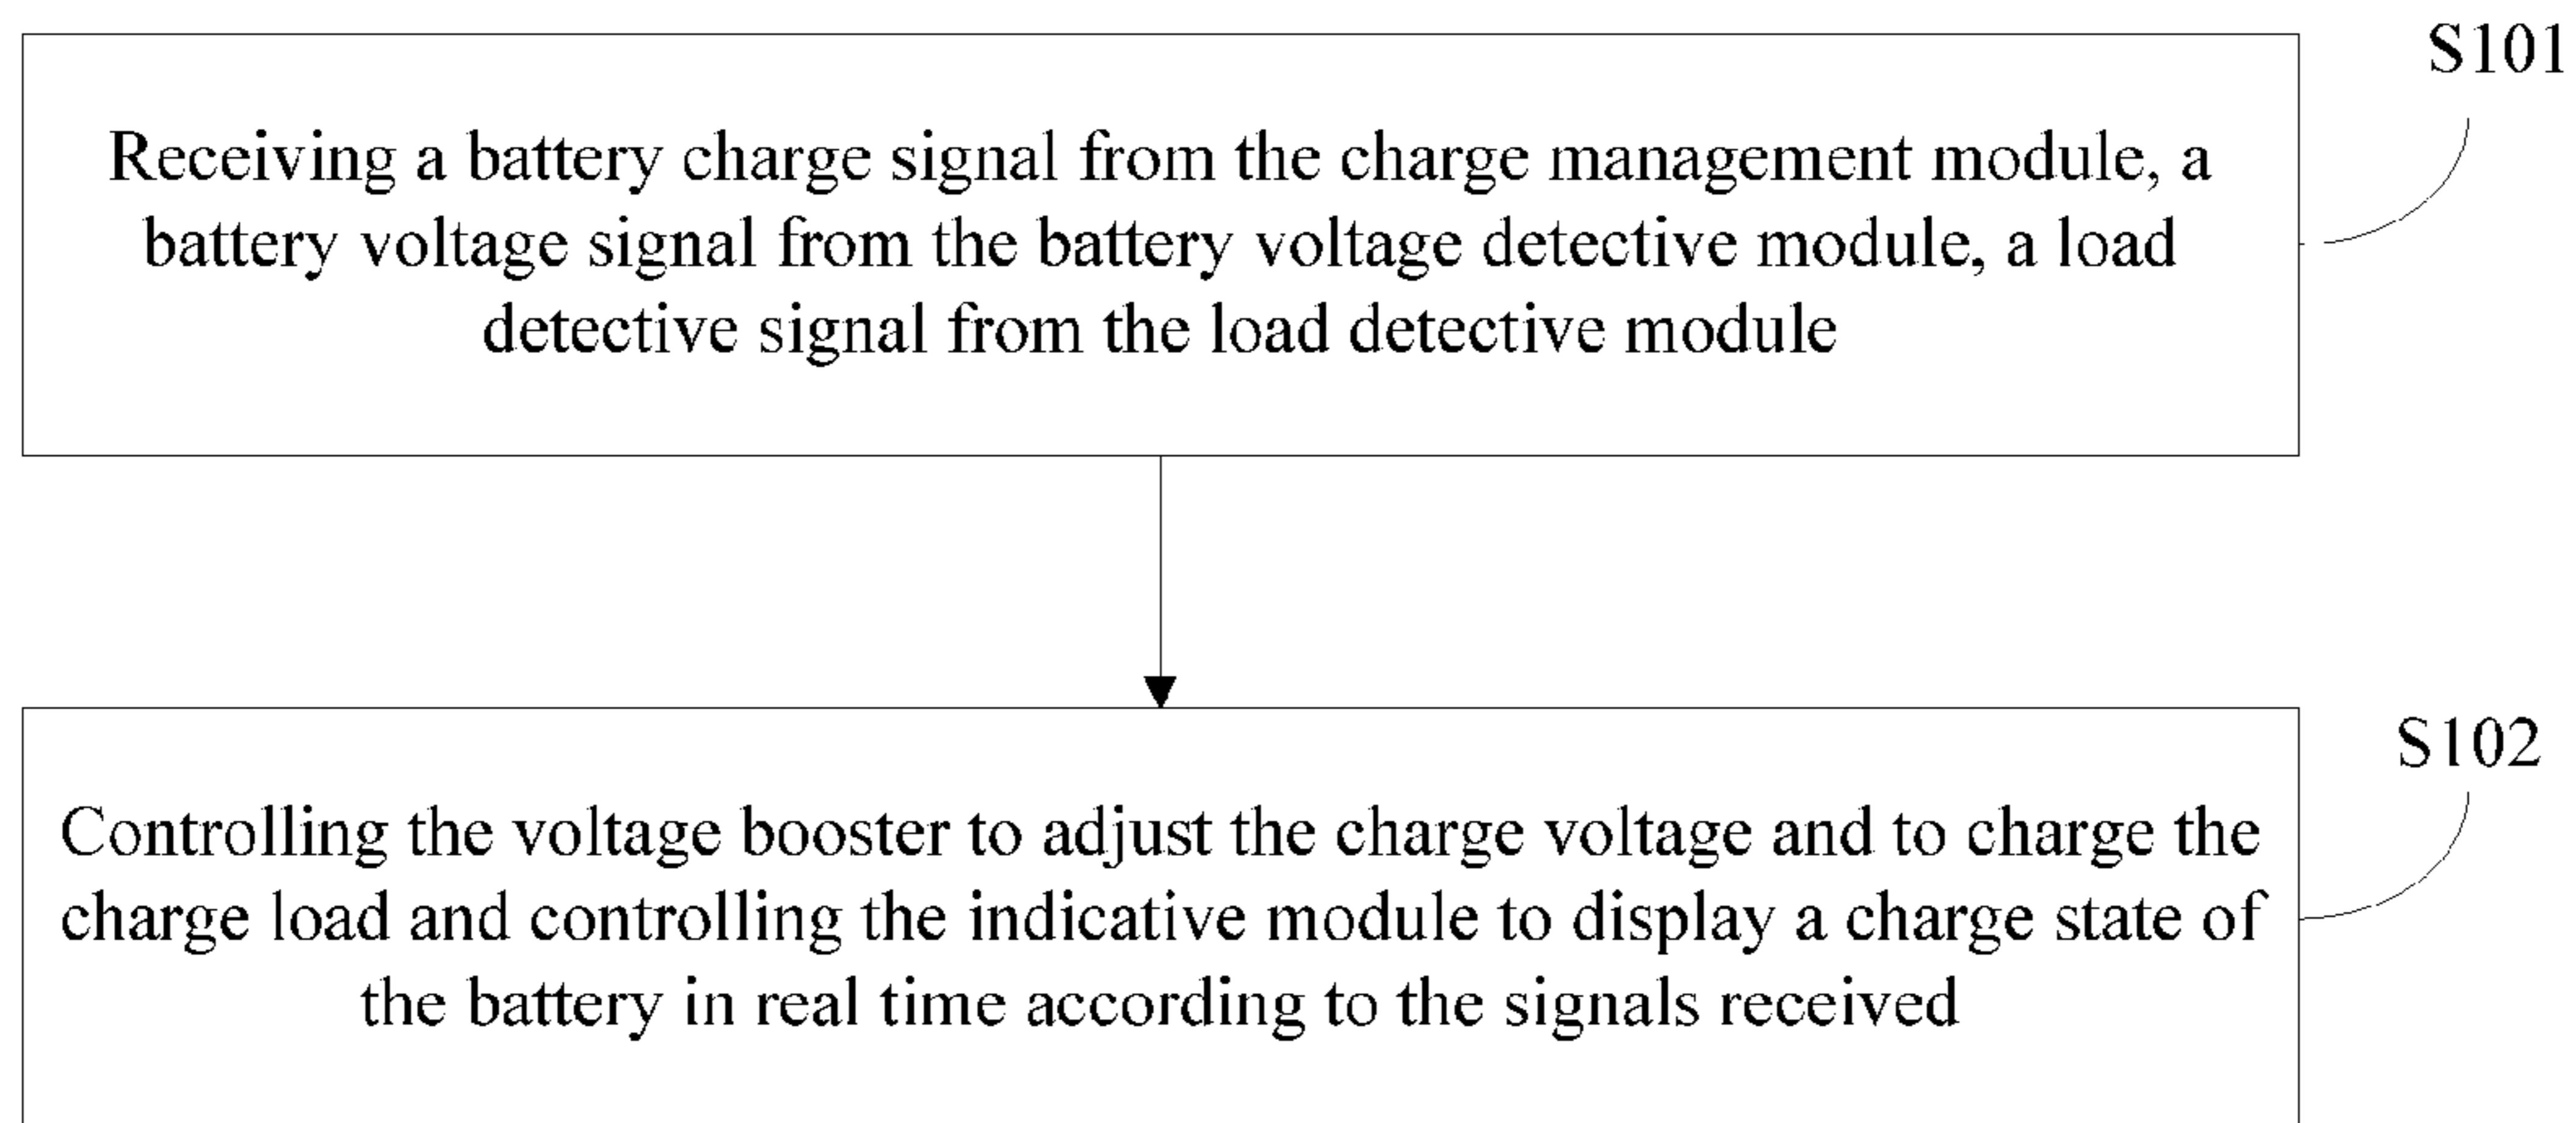 S101
Receiving a battery charge signal from the charge management module, a
battery voltage signal from the battery voltage detective module, a load
detective signal from the load detective module
S102
Controlling the voltage booster to adjust the charge voltage and to charge the
charge load and controlling the indicative module to display a charge state of
the battery in real time according to the signals received